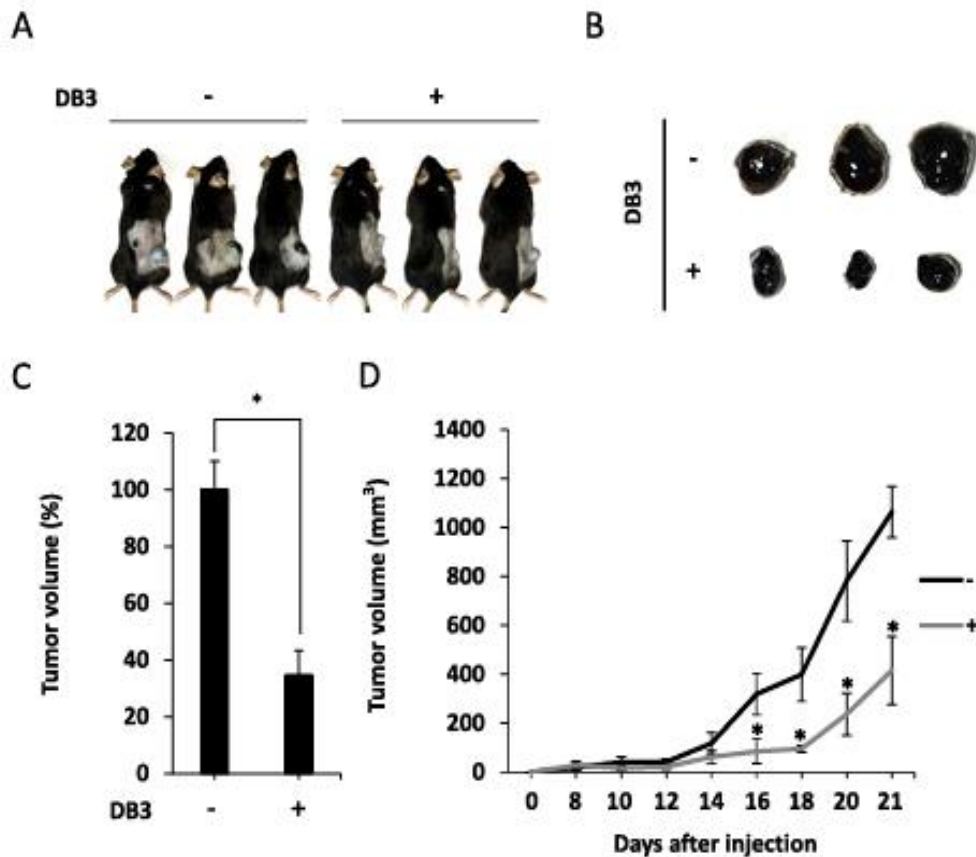 A
DB3 - +
B
DB3
-
+
C
*
Tumor volume (%)
120
100
80
60
40
20
0
DB3 - +
D
Tumor volume (mm³)
1400
1200
1000
800
600
400
200
0
* * * *
*
0 8 10 12 14 16 18 20 21
Days after injection
-
+